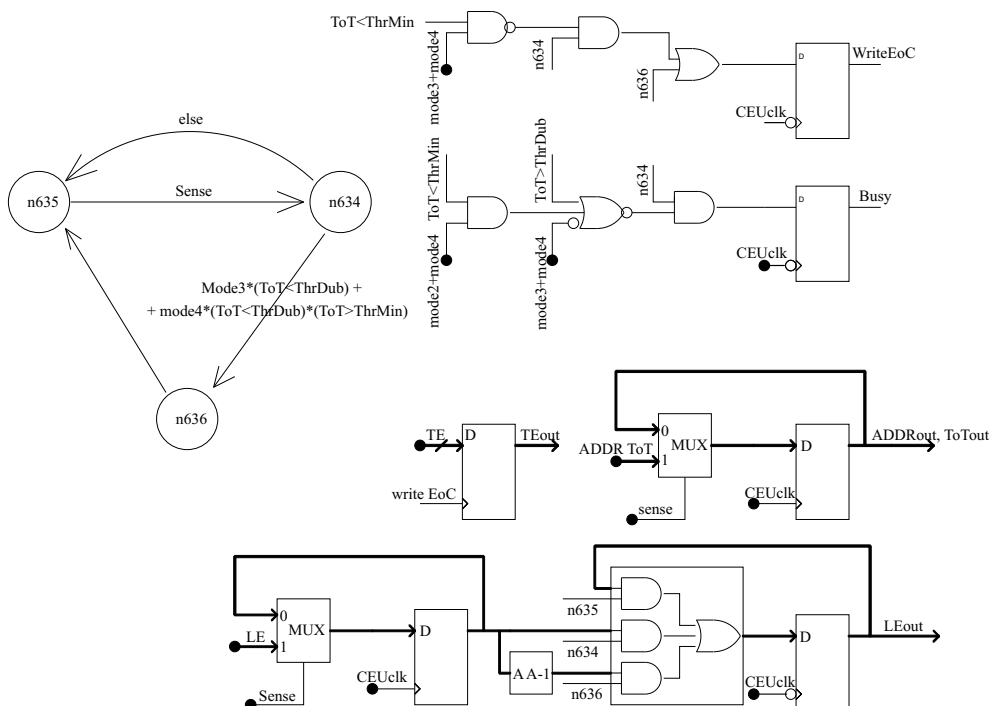 ToT<ThrMin
mode3+mode4
n634
n636
D
WriteEoC
CEUclk
else
n635
Sense
n634
ToT<ThrMin
mode2+mode4
ToT>ThrDub
mode3+mode4
n634
D
Busy
CEUclk
Mode3*(ToT<ThrDub) +
+ mode4*(ToT<ThrDub)*(ToT>ThrMin)
n636
TE
D
TEout
write EoC
ADDR ToT
0
1
MUX
sense
D
CEUclk
ADDRout, ToTout
LE
0
1
MUX
Sense
D
CEUclk
n635
n634
AA-1
n636
D
CEUclk
LEout